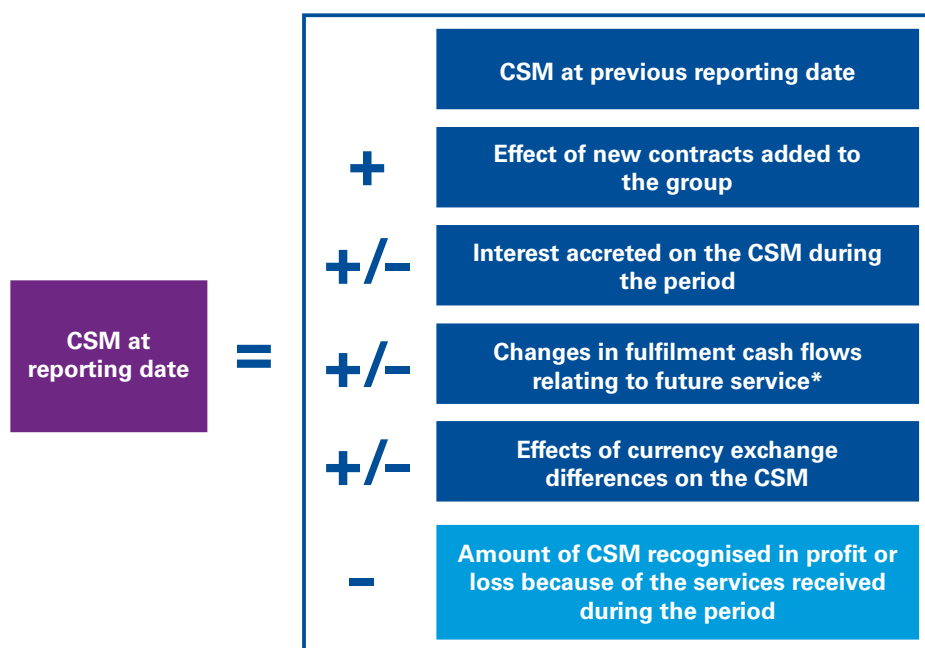 CSM at previous reporting date
+
Effect of new contracts added to
the group
+/–
Interest accreted on the CSM during
the period
CSM at
reporting date
=
+/–
Changes in fulfilment cash flows
relating to future service*
+/–
Effects of currency exchange
differences on the CSM
–
Amount of CSM recognised in profit or
loss because of the services received
during the period